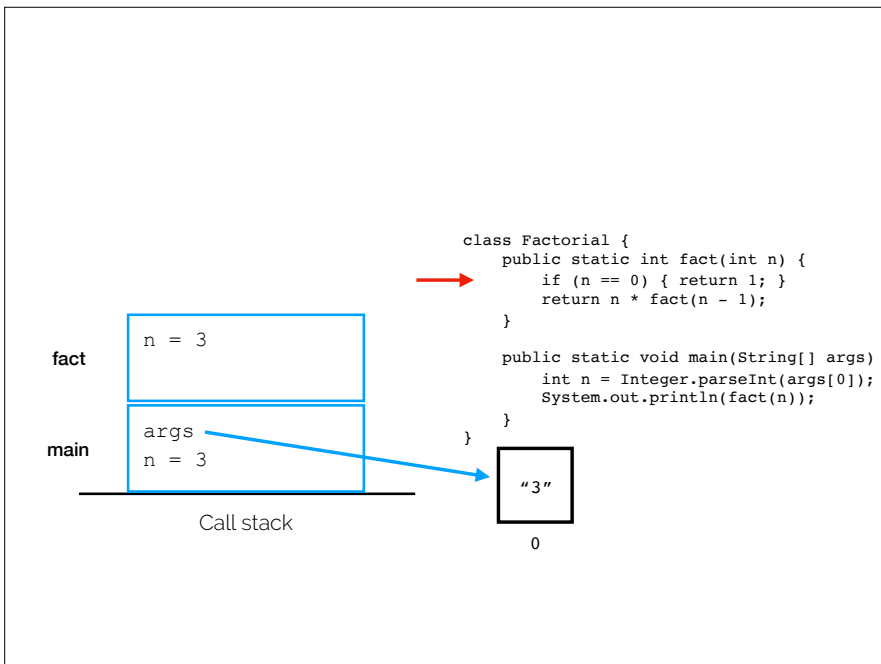 class Factorial {
    public static int fact(int n) {
        if (n == 0) { return 1; }
        return n * fact(n - 1);
    }
    public static void main(String[] args)
        int n = Integer.parseInt(args[0]);
        System.out.println(fact(n));
    }
}
fact
n = 3
main
args
n = 3
Call stack
“3”
0